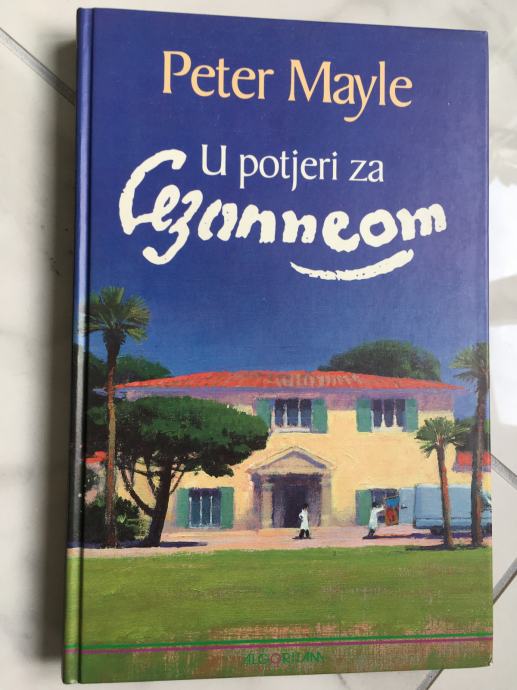 Peter Mayle
U potjeri za
Cezanneom
ALGORITAM